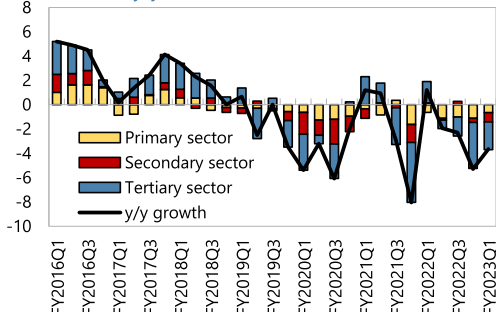 8
6
4
2
0
-2
-4
-6
-8
-10
Primary sector
Secondary sector
Tertiary sector
y/y growth
FY2016Q1
FY2016Q3
FY2017Q1
FY2017Q3
FY2018Q1
FY2018Q3
FY2019Q1
FY2019Q3
FY2020Q1
FY2020Q3
FY2021Q1
FY2021Q3
FY2022Q1
FY2022Q3
FY2023Q1